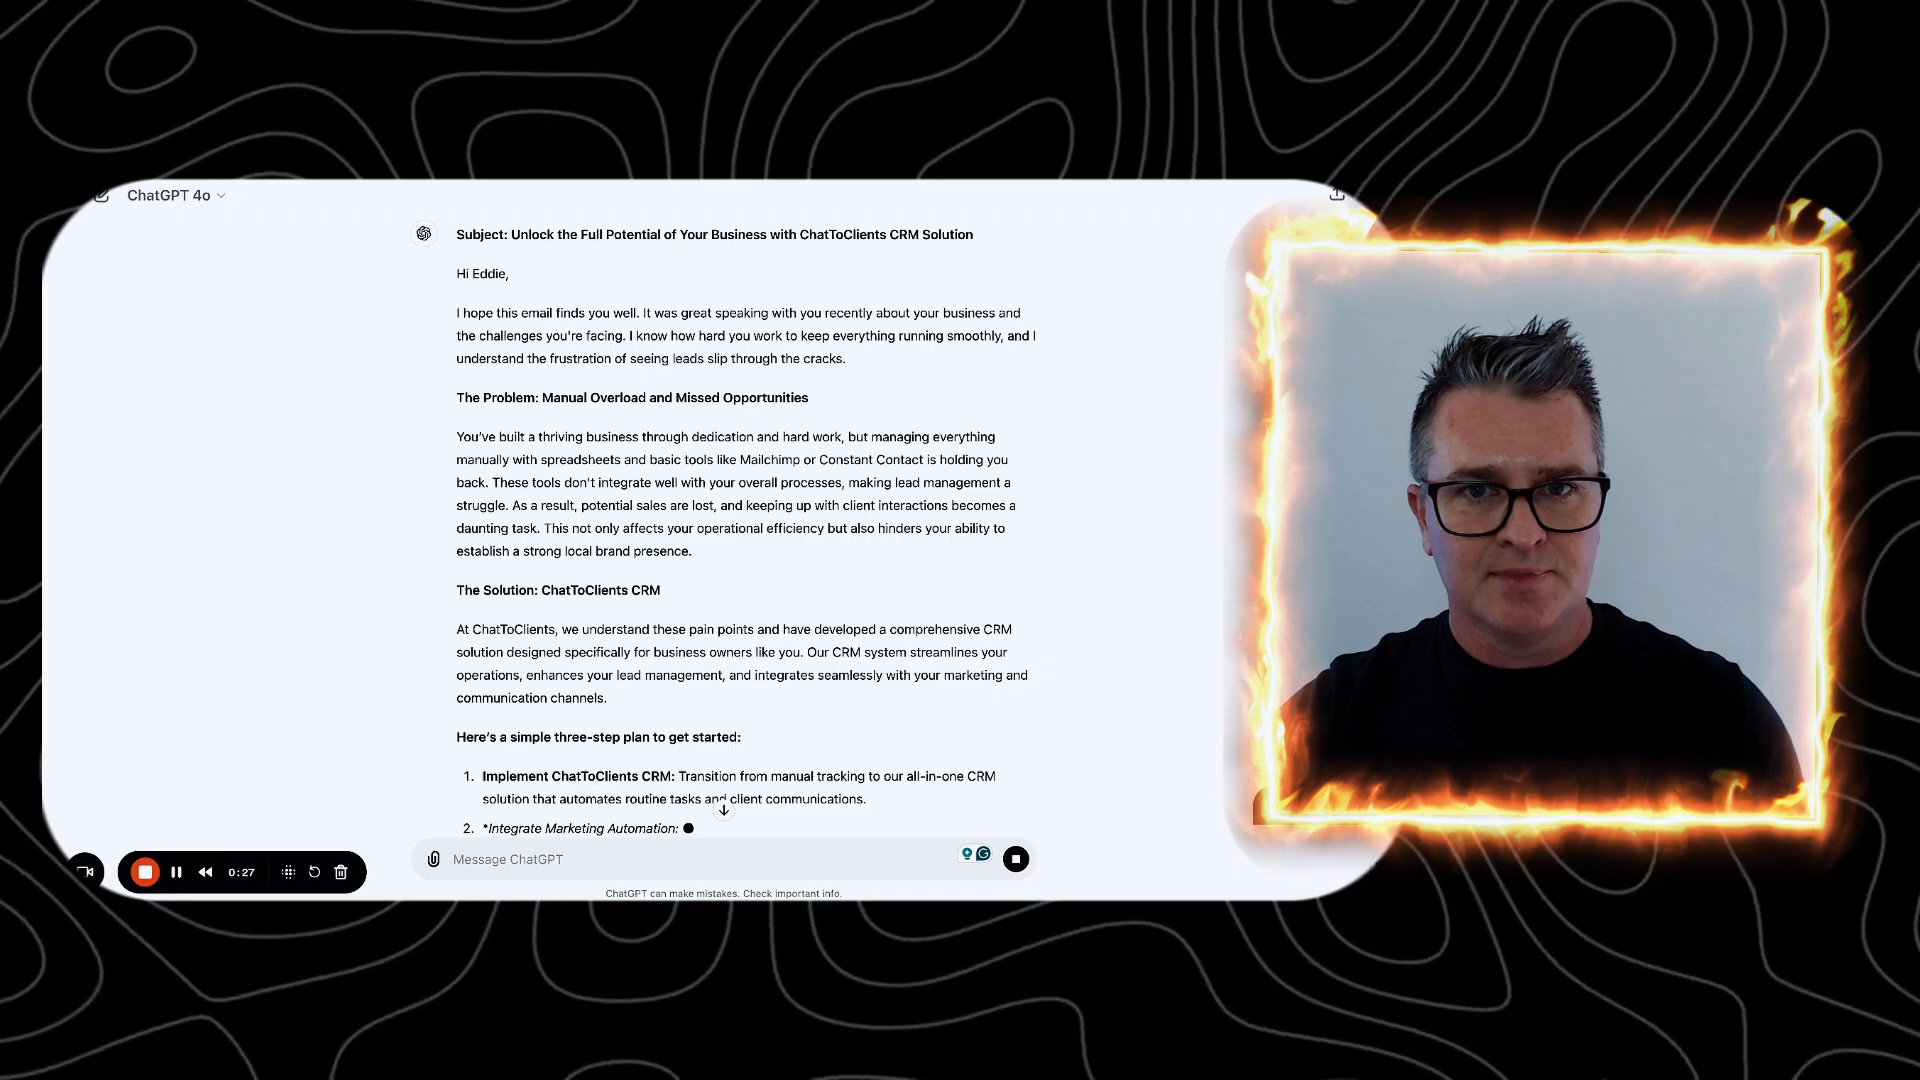 ChatGPT 4o
Subject: Unlock the Full Potential of Your Business with ChatToClients CRM Solution
Hi Eddie,
I hope this email finds you well. It was great speaking with you recently about your business and
the challenges you're facing. I know how hard you work to keep everything running smoothly, and I
understand the frustration of seeing leads slip through the cracks.
The Problem: Manual Overload and Missed Opportunities
You've built a thriving business through dedication and hard work, but managing everything
manually with spreadsheets and basic tools like Mailchimp or Constant Contact is holding you
back. These tools don't integrate well with your overall processes, making lead management a
struggle. As a result, potential sales are lost, and keeping up with client interactions becomes a
daunting task. This not only affects your operational efficiency but also hinders your ability to
establish a strong local brand presence.
The Solution: ChatToClients CRM
At ChatToClients, we understand these pain points and have developed a comprehensive CRM
solution designed specifically for business owners like you. Our CRM system streamlines your
operations, enhances your lead management, and integrates seamlessly with your marketing and
communication channels.
Here's a simple three-step plan to get started:
1. Implement ChatToClients CRM: Transition from manual tracking to our all-in-one CRM
solution that automates routine tasks and client communications.
2. *Integrate Marketing Automation:
Message ChatGPT
0:27
ChatGPT can make mistakes. Check important info.